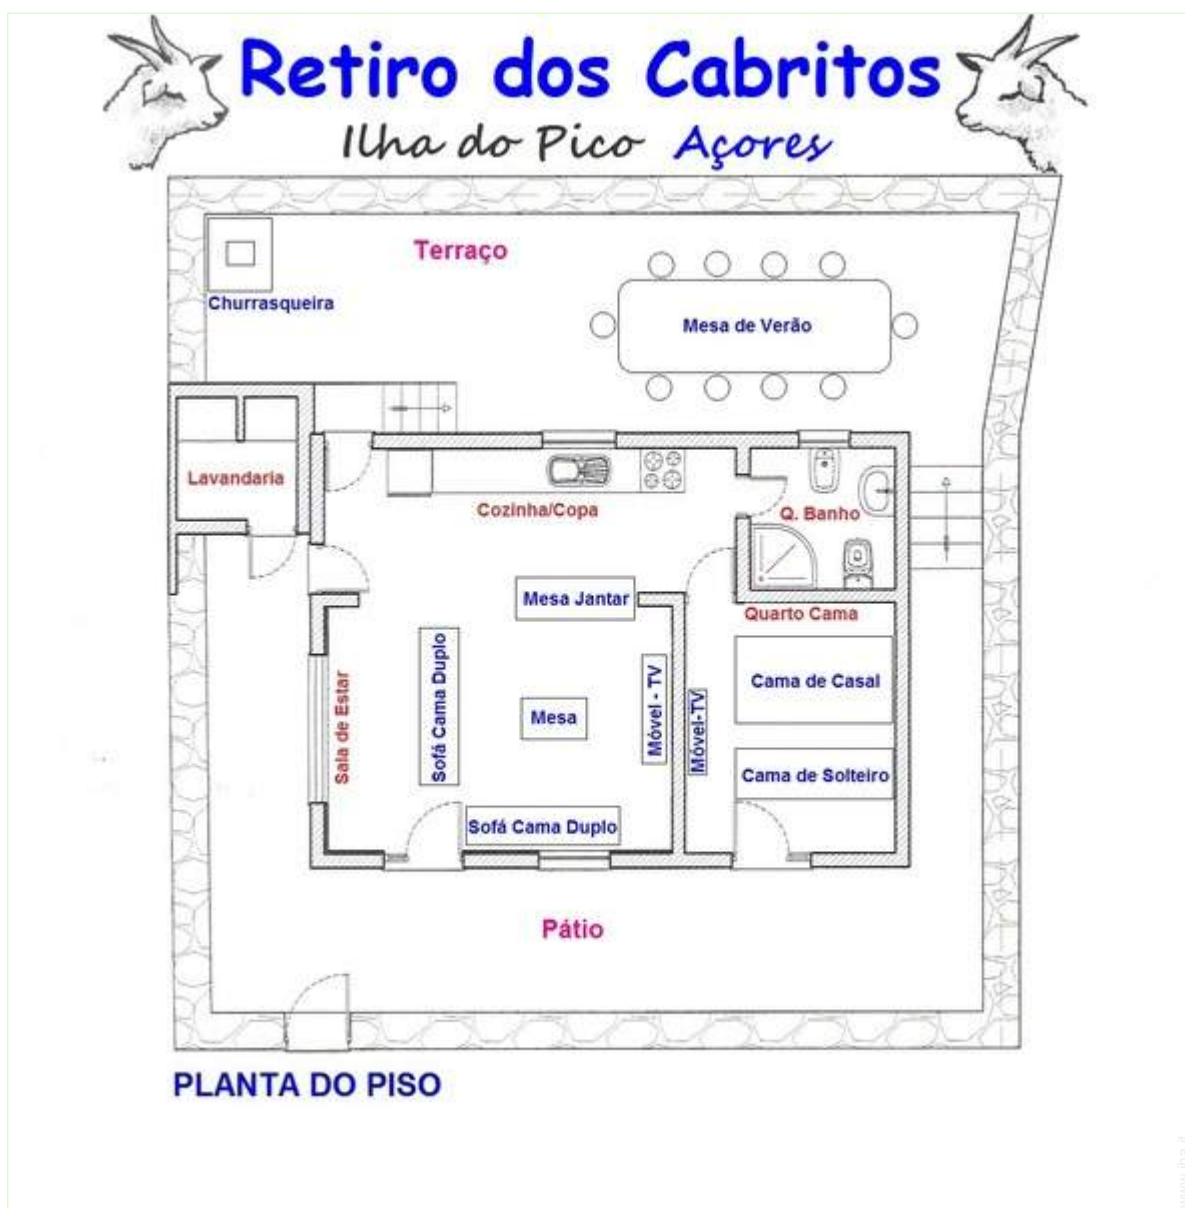 Retiro dos Cabritos
Ilha do Pico Açores
Terraço
Churrasqueira
Mesa de Verão
Lavandaria
Cozinha/Copa
Q. Banho
Mesa Jantar
Quarto Cama
Sala de Estar
Sofá Cama Duplo
Mesa
Móvel - TV
Móvel-TV
Cama de Casal
Cama de Solteiro
Sofá Cama Duplo
Pátio
PLANTA DO PISO